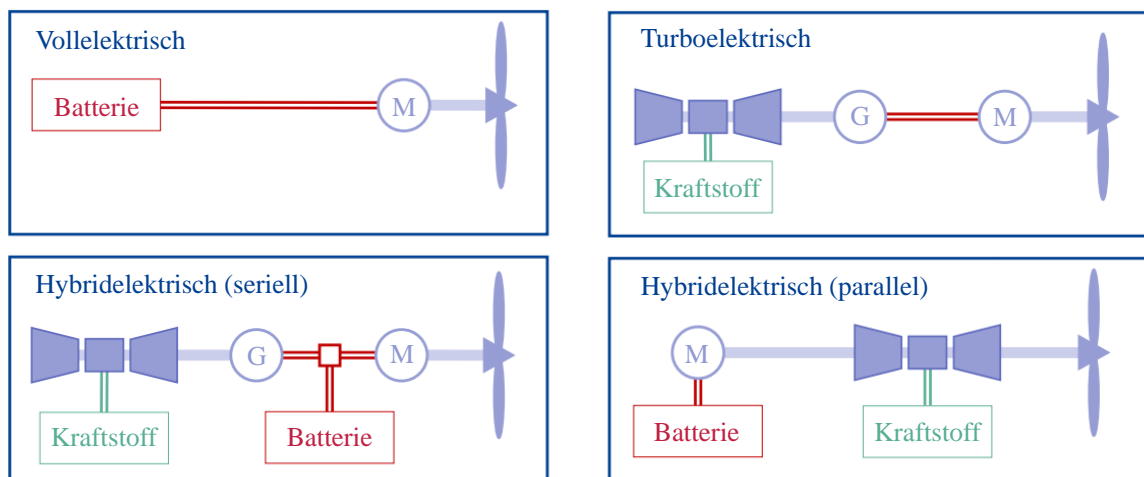 Vollelektrisch
Batterie
M
Turboelektrisch
G
M
Kraftstoff
Hybridelektrisch (seriell)
G
M
Kraftstoff
Batterie
Hybridelektrisch (parallel)
M
Batterie
Kraftstoff